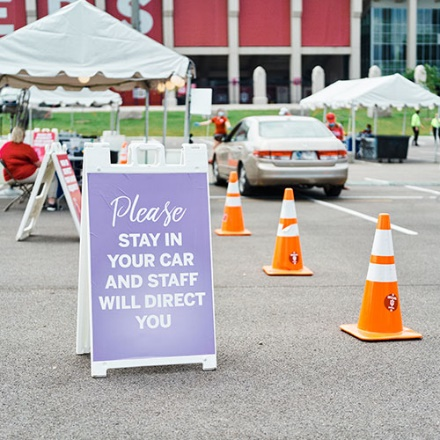 Please
STAY IN
YOUR CAR
AND STAFF
WILL DIRECT
YOU